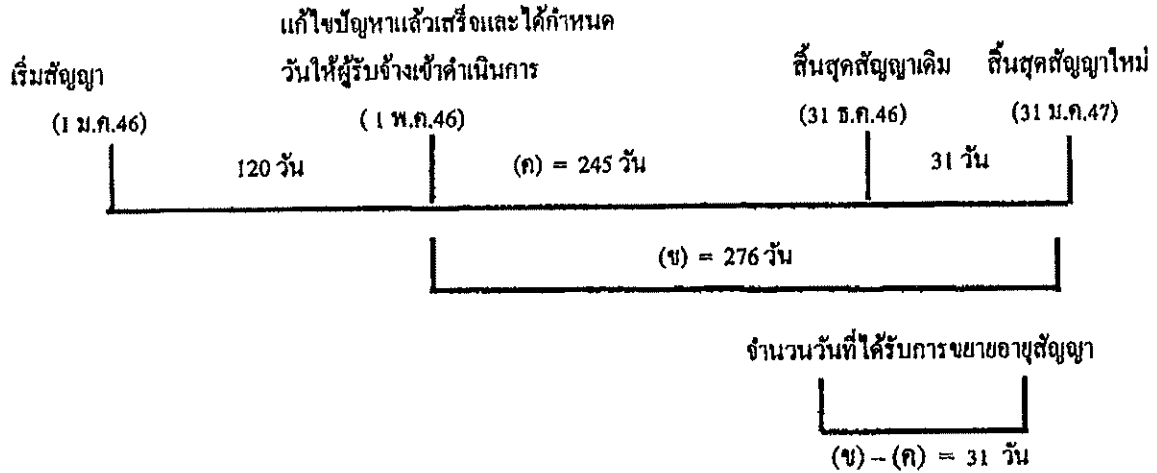 แก้ไขปัญหาแล้วเสร็จและได้กำหนด
วันให้ผู้รับจ้างเข้าดำเนินการ
เริ่มสัญญา
สิ้นสุดสัญญาเดิม
สิ้นสุดสัญญาใหม่
(1 ม.ค.46)
( 1 พ.ค.46)
(31 ธ.ค.46)
(31 ม.ค.47)
120 วัน
(ค) = 245 วัน
31 วัน
(ข) = 276 วัน
จำนวนวันที่ได้รับการขยายอายุสัญญา
(ข) – (ค) = 31 วัน